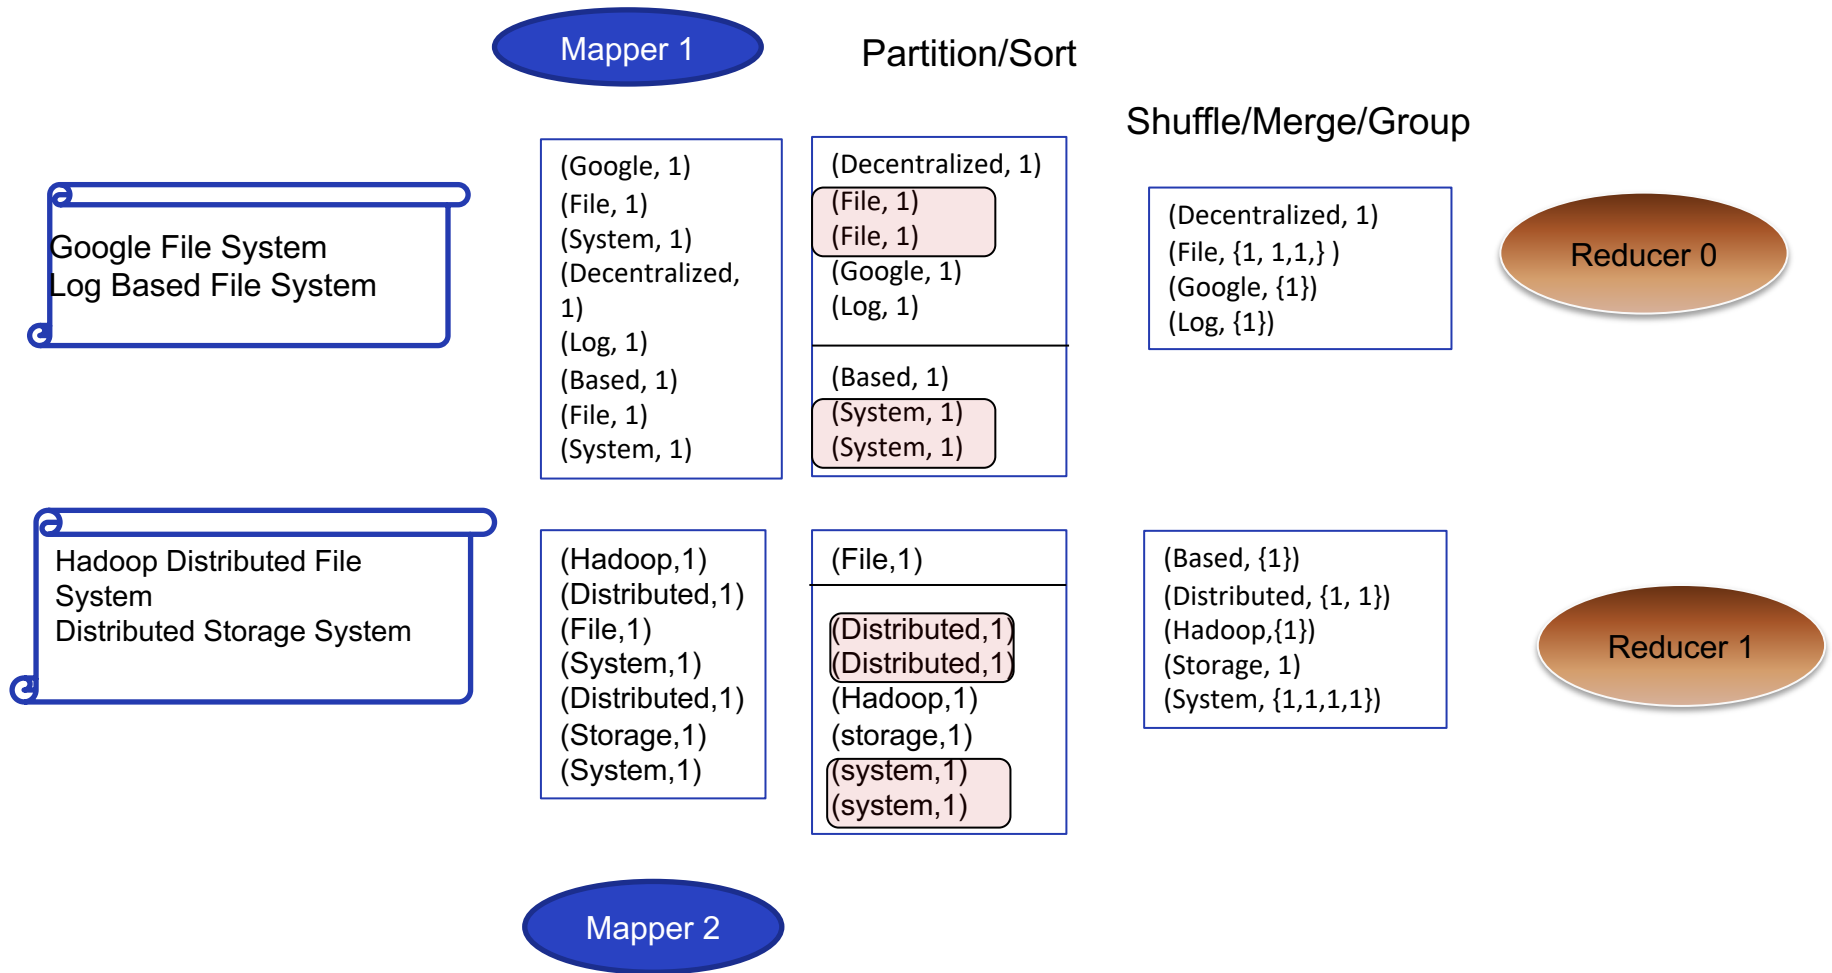 Mapper 1
Partition/Sort
Shuffle/Merge/Group
Google File System
Log Based File System
(Google, 1)
(File, 1)
(System, 1)
(Decentralized,
1)
(Log, 1)
(Based, 1)
(File, 1)
(System, 1)
(Decentralized, 1)
(File, 1)
(File, 1)
(Google, 1)
(Log, 1)
(Based, 1)
(System, 1)
(System, 1)
(Decentralized, 1)
(File, {1, 1,1,} )
(Google, {1})
(Log, {1})
Reducer 0
Hadoop Distributed File
System
Distributed Storage System
(Hadoop,1)
(Distributed,1)
(File,1)
(System,1)
(Distributed,1)
(Storage,1)
(System,1)
(File,1)
(Distributed,1)
(Distributed,1)
(Hadoop,1)
(storage,1)
(system,1)
(system,1)
(Based, {1})
(Distributed, {1, 1})
(Hadoop,{1})
(Storage, 1)
(System, {1,1,1,1})
Reducer 1
Mapper 2